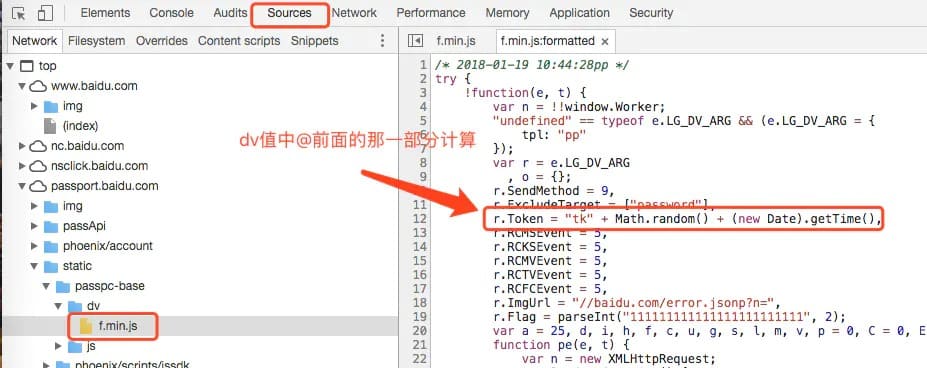 Elements Console Audits Sources Network Performance Memory Application Security
Network Filesystem Overrides Content scripts Snippets
f.min.js f.min.js:formatted ×
top
www.baidu.com
img
(index)
nc.baidu.com
nsclick.baidu.com
passport.baidu.com
img
passApi
phoenix/account
static
passpc-base
dv
f.min.js
js
phoenix/scripts/issdk
dv值中@前面的那一部分计算
1 /* 2018-01-19 10:44:28pp */
2 try {
3 !function(e, t) {
4 var n = !!window.Worker;
5 "undefined" == typeof e.LG_DV_ARG && (e.LG_DV_ARG = {
6 tpl: "pp"
7 });
8 var r = e.LG_DV_ARG
9 , o = {};
10 r.SendMethod = 9,
11 r.ExcludeTarget = ["password"],
12 r.Token = "tk" + Math.random() + (new Date).getTime(),
13 r.RCMSEvent = 5,
14 r.RCKSEvent = 5,
15 r.RCMVEvent = 5,
16 r.RCTVEvent = 5,
17 r.RCFCEvent = 5,
18 r.ImgUrl = "//baidu.com/error.jsonp?n=",
19 r.Flag = parseInt("1111111111111111111111111", 2);
20 var a = 25, d, i, h, f, c, u, g, s, l, m, v, p = 0, C = 0, E
21 function pe(e, t) {
22 var n = new XMLHttpRequest;